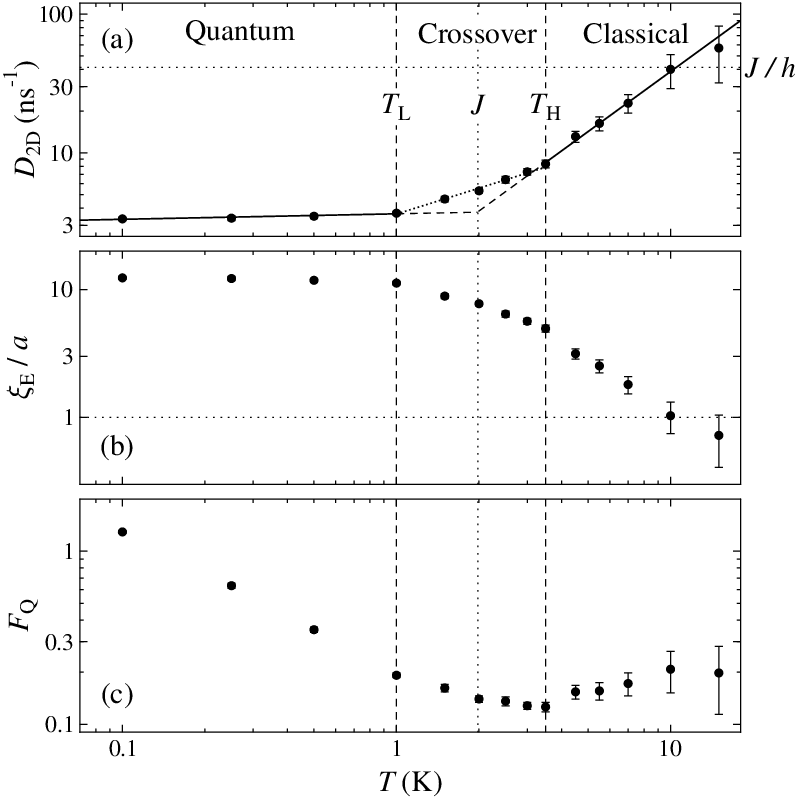 100
30
10
3
D2D (ns-1)
(a)
Quantum
Crossover
Classical
TL
J
TH
J / h
10
3
1
ξE / a
(b)
1
0.3
0.1
FQ
(c)
0.1
1
10
T (K)